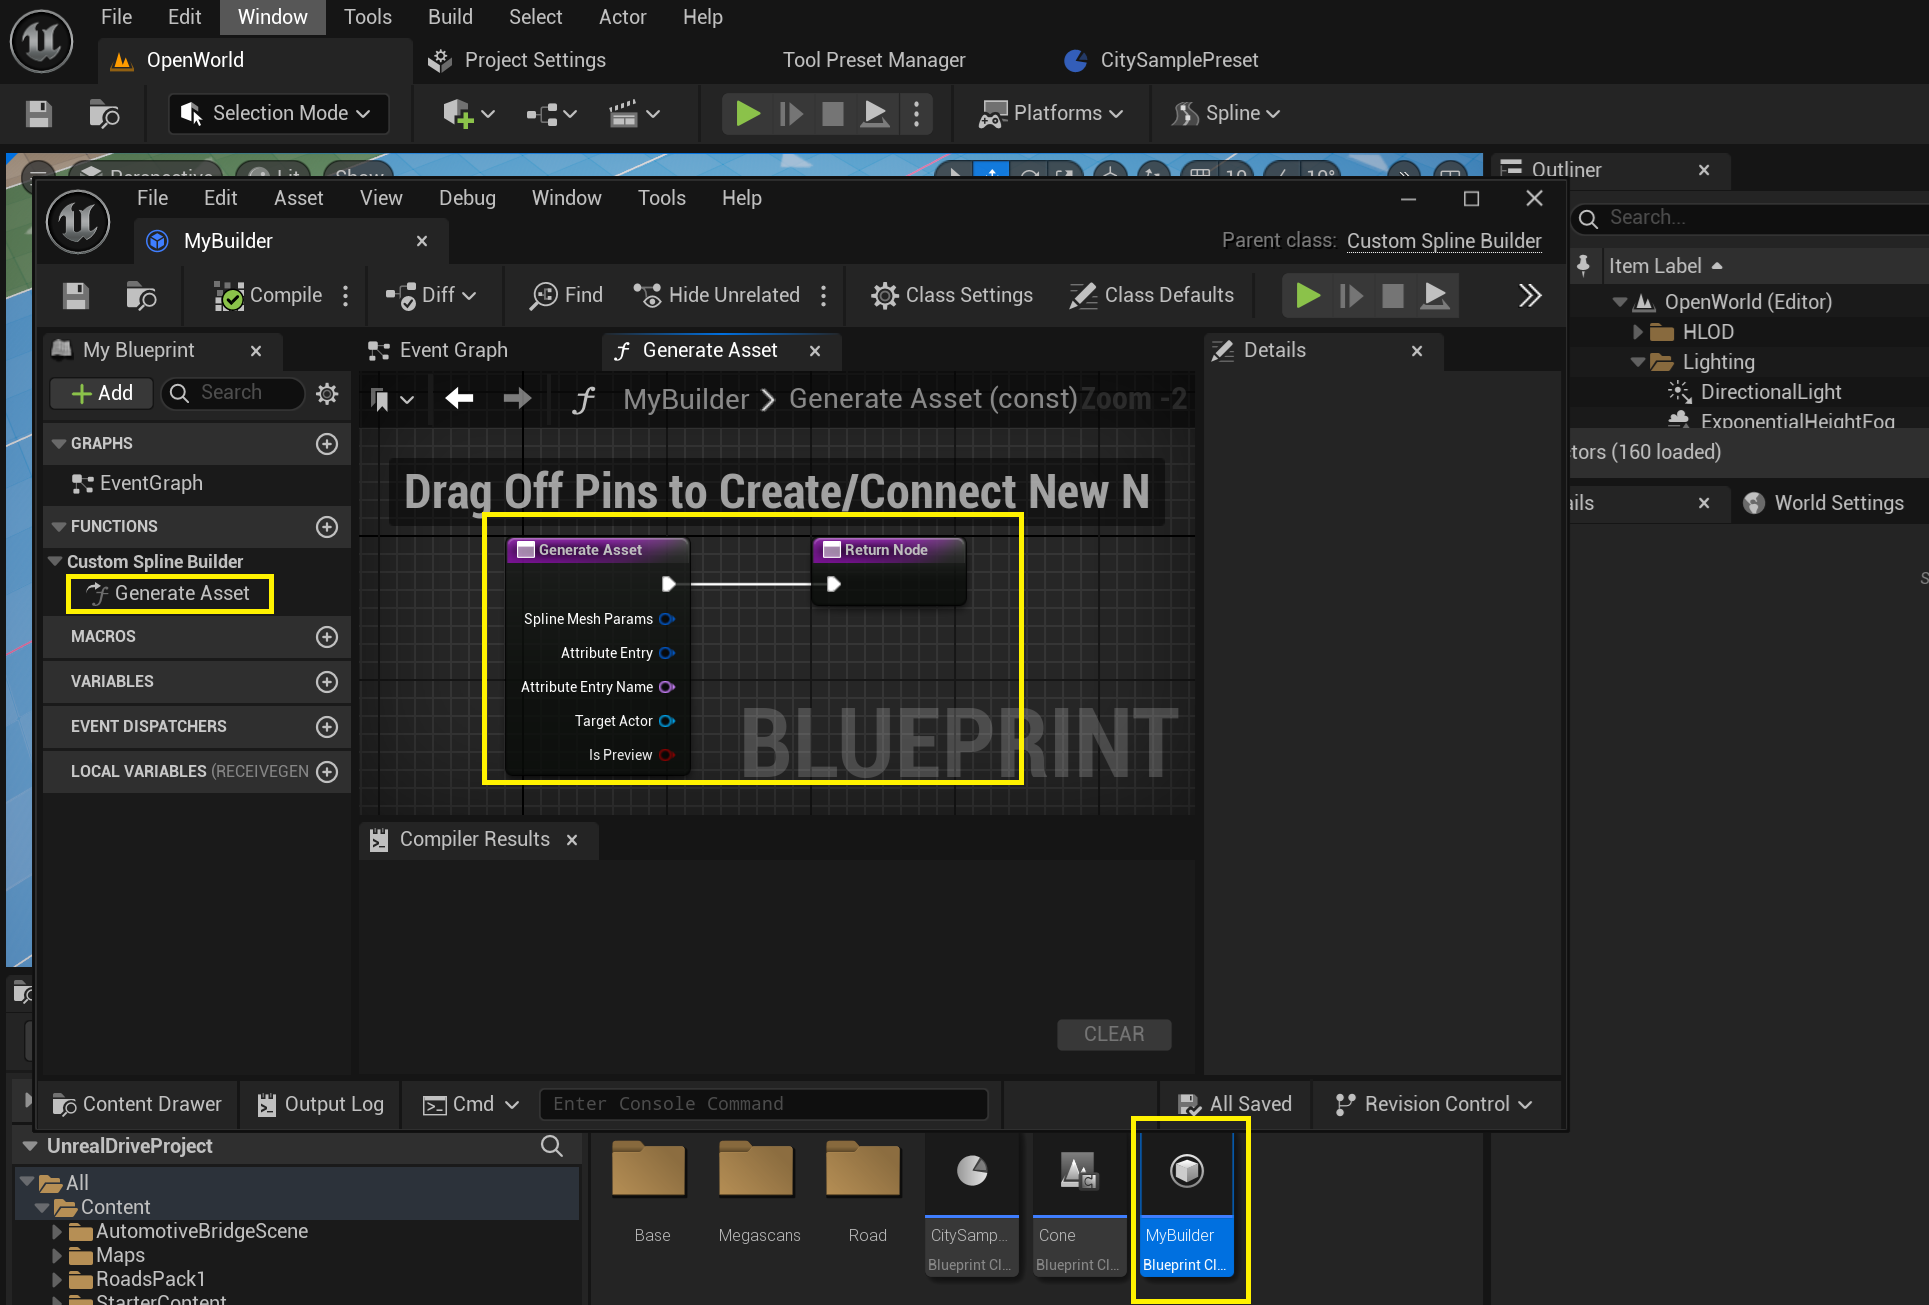 File Edit Window Tools Build Select Actor Help
OpenWorld Project Settings Tool Preset Manager CitySamplePreset
Selection Mode Platforms Spline
Perspective Lit Show 10 10°
Outliner
Search...
Item Label
OpenWorld (Editor)
HLOD
Lighting
DirectionalLight
ExponentialHeightFog
tors (160 loaded)
ils World Settings
File Edit Asset View Debug Window Tools Help
MyBuilder
Parent class: Custom Spline Builder
Compile Diff Find Hide Unrelated Class Settings Class Defaults
My Blueprint
Add Search
GRAPHS
EventGraph
FUNCTIONS
Custom Spline Builder
Generate Asset
MACROS
VARIABLES
EVENT DISPATCHERS
LOCAL VARIABLES (RECEIVEGEN
Event Graph Generate Asset
MyBuilder > Generate Asset (const) Zoom -2
Drag Off Pins to Create/Connect New N
Generate Asset
Return Node
Spline Mesh Params
Attribute Entry
Attribute Entry Name
Target Actor
Is Preview
BLUEPRINT
Details
Compiler Results
CLEAR
Content Drawer Output Log Cmd Enter Console Command All Saved Revision Control
UnrealDriveProject
All
Content
AutomotiveBridgeScene
Maps
RoadsPack1
StarterContent
Base
Megascans
Road
CitySamp...
Blueprint Cl...
Cone
Blueprint Cl...
MyBuilder
Blueprint Cl...